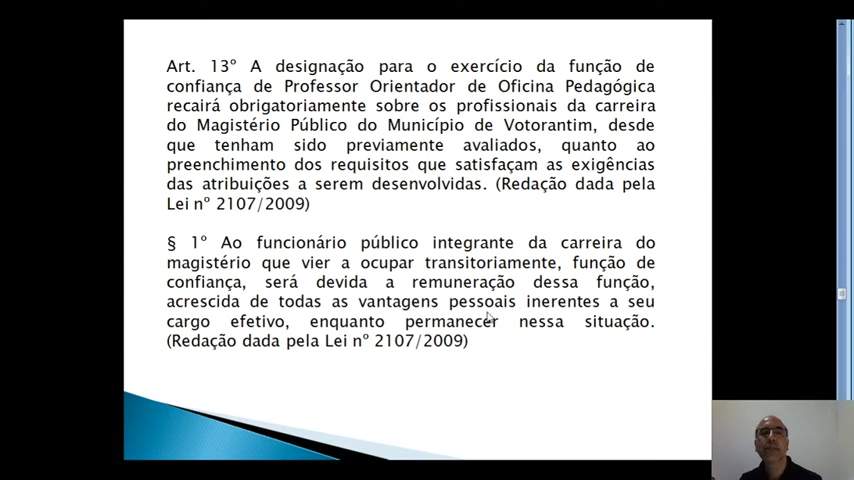 Art. 13º A designação para o exercício da função de
confiança de Professor Orientador de Oficina Pedagógica
recairá obrigatoriamente sobre os profissionais da carreira
do Magistério Público do Município de Votorantim, desde
que tenham sido previamente avaliados, quanto ao
preenchimento dos requisitos que satisfaçam as exigências
das atribuições a serem desenvolvidas. (Redação dada pela
Lei nº 2107/2009)
§ 1º Ao funcionário público integrante da carreira do
magistério que vier a ocupar transitoriamente, função de
confiança, será devida a remuneração dessa função,
acrescida de todas as vantagens pessoais inerentes a seu
cargo efetivo, enquanto permanecer nessa situação.
(Redação dada pela Lei nº 2107/2009)